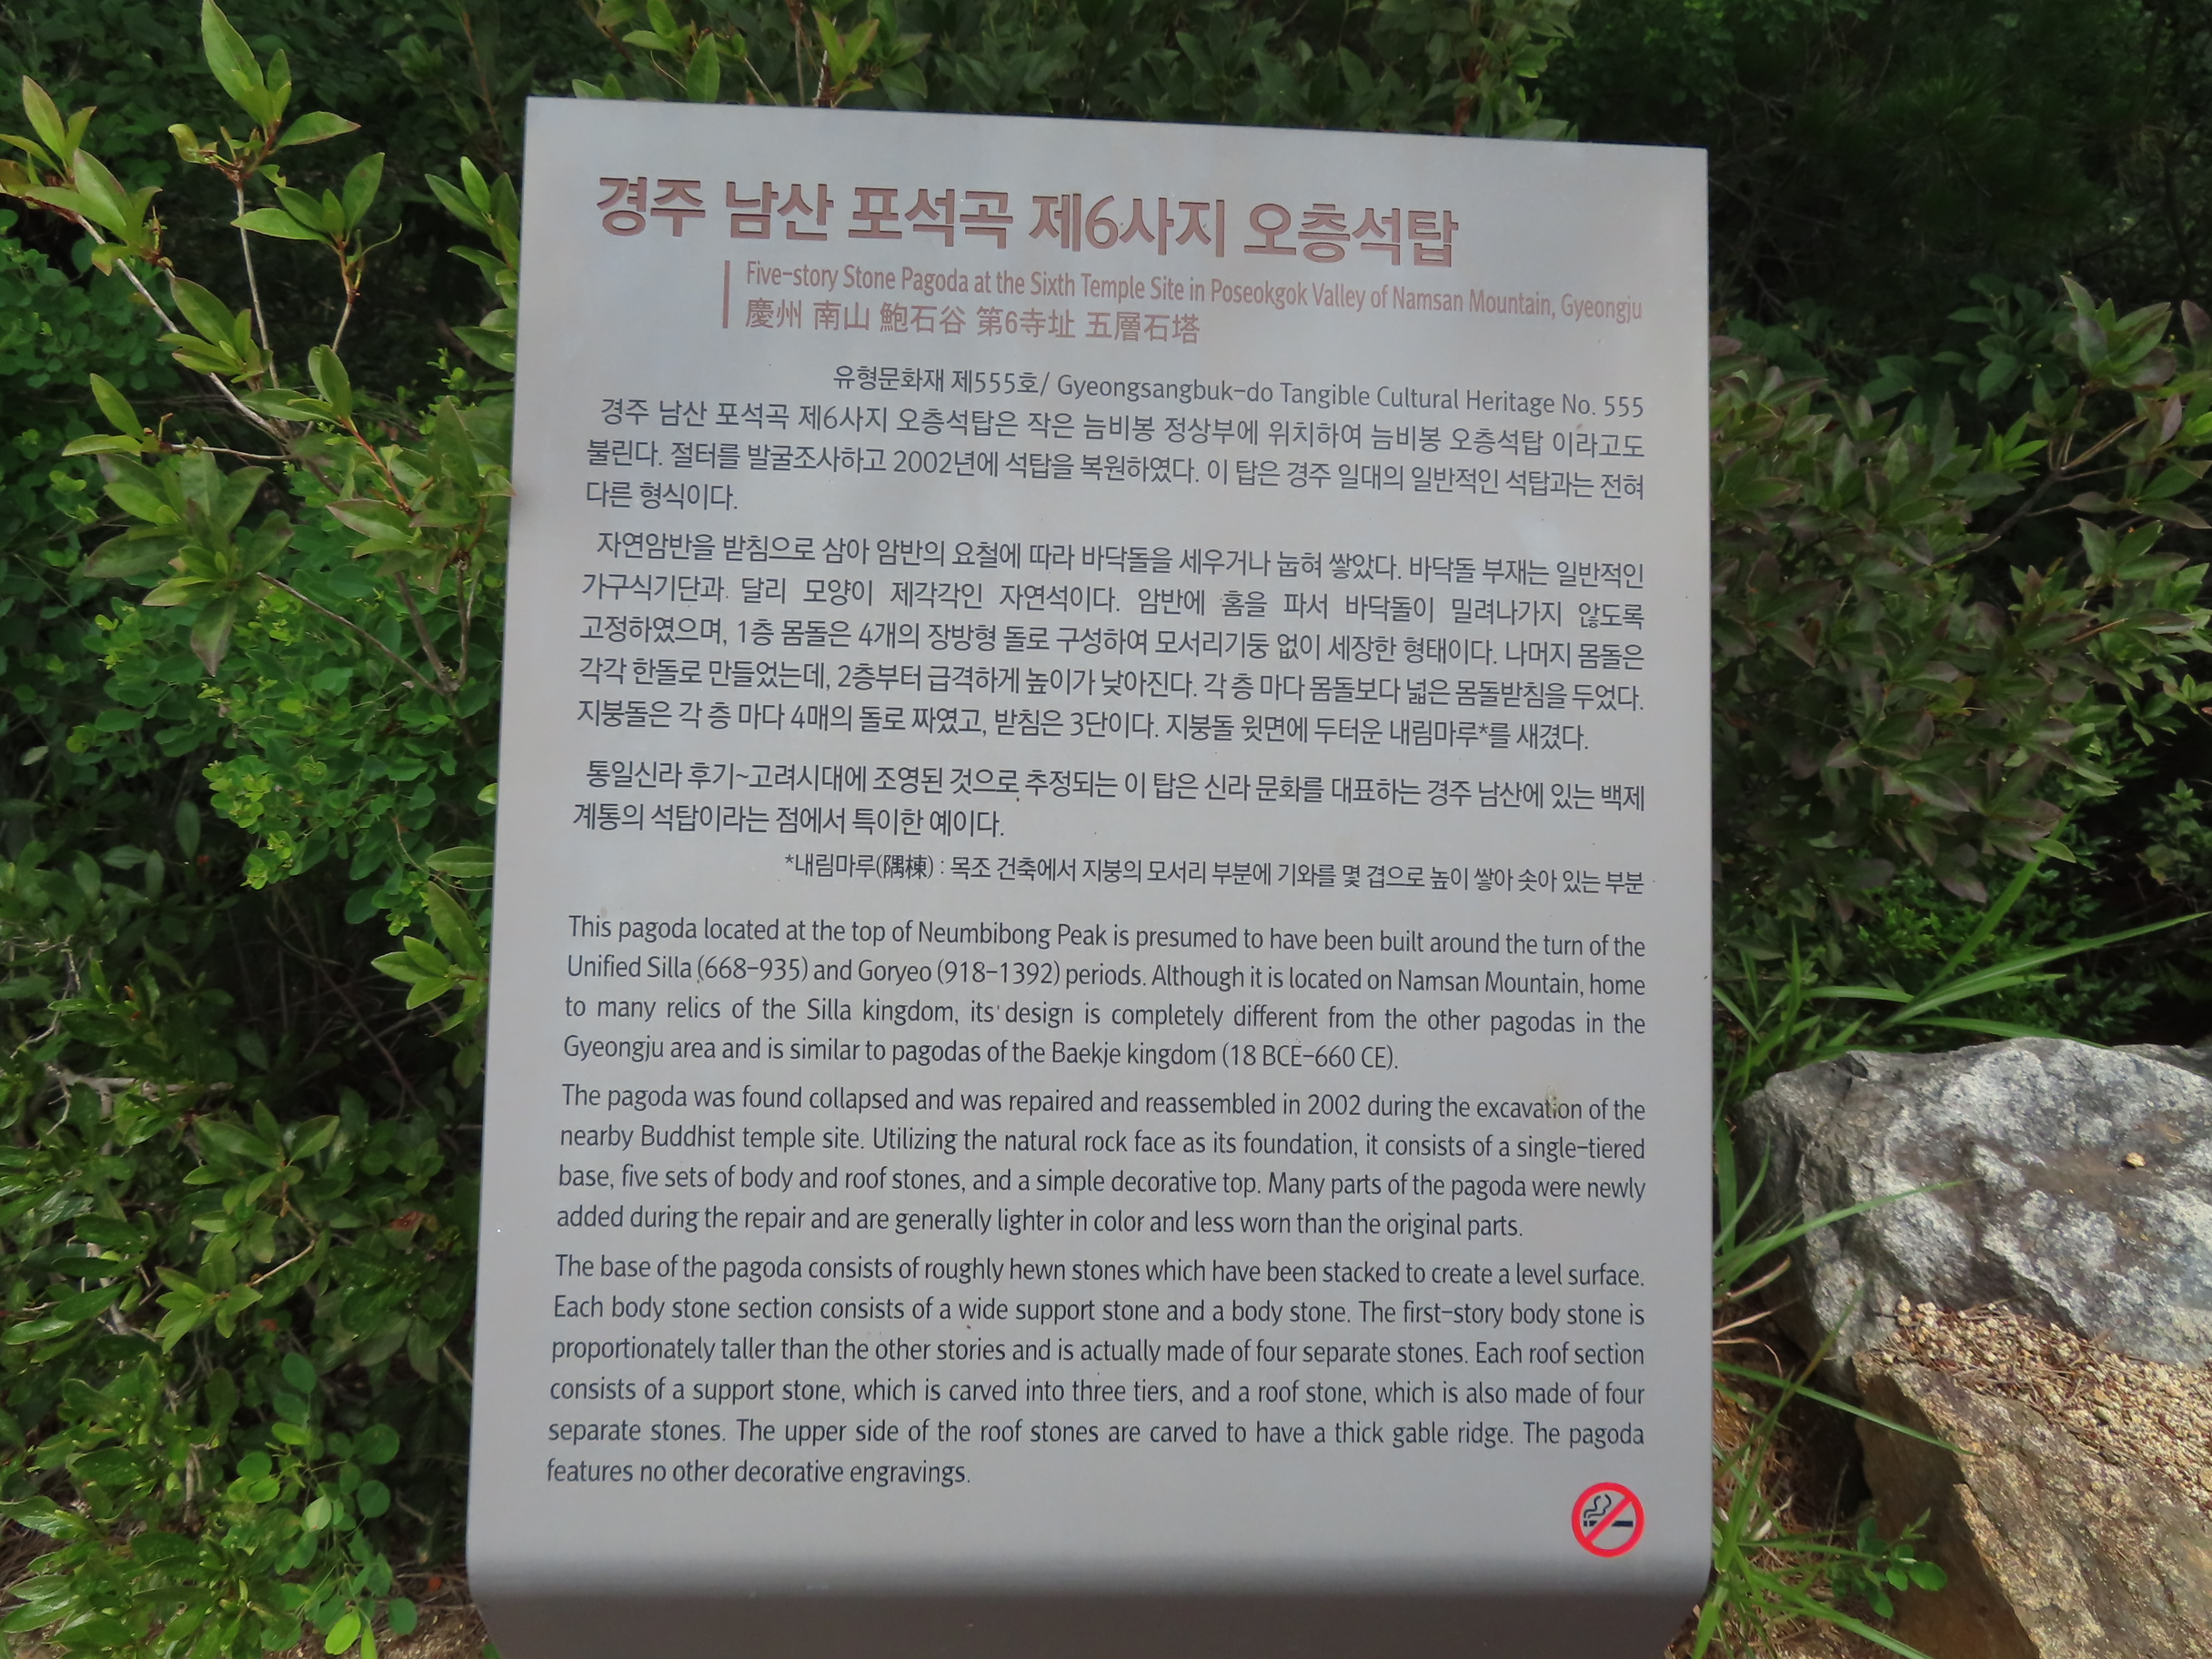 경주 남산 포석곡 제6사지 오층석탑
Five-story Stone Pagoda at the Sixth Temple Site in Poseokgok Valley of Namsan Mountain, Gyeongju
慶州 南山 鮑石谷 第6寺址 五層石塔
유형문화재 제555호/ Gyeongsangbuk-do Tangible Cultural Heritage No. 555
경주 남산 포석곡 제6사지 오층석탑은 작은 늠비봉 정상부에 위치하여 늠비봉 오층석탑 이라고도
불린다. 절터를 발굴조사하고 2002년에 석탑을 복원하였다. 이 탑은 경주 일대의 일반적인 석탑과는 전혀
다른 형식이다.
자연암반을 받침으로 삼아 암반의 요철에 따라 바닥돌을 세우거나 눕혀 쌓았다. 바닥돌 부재는 일반적인
가구식기단과 달리 모양이 제각각인 자연석이다. 암반에 홈을 파서 바닥돌이 밀려나가지 않도록
고정하였으며, 1층 몸돌은 4개의 장방형 돌로 구성하여 모서리기둥 없이 세장한 형태이다. 나머지 몸돌은
각각 한돌로 만들었는데, 2층부터 급격하게 높이가 낮아진다. 각 층 마다 몸돌보다 넓은 몸돌받침을 두었다.
지붕돌은 각 층 마다 4매의 돌로 짜였고, 받침은 3단이다. 지붕돌 윗면에 두터운 내림마루*를 새겼다.
통일신라 후기~고려시대에 조영된 것으로 추정되는 이 탑은 신라 문화를 대표하는 경주 남산에 있는 백제
계통의 석탑이라는 점에서 특이한 예이다.
*내림마루(隅棟) : 목조 건축에서 지붕의 모서리 부분에 기와를 몇 겹으로 높이 쌓아 솟아 있는 부분
This pagoda located at the top of Neumbibong Peak is presumed to have been built around the turn of the
Unified Silla (668-935) and Goryeo (918-1392) periods. Although it is located on Namsan Mountain, home
to many relics of the Silla kingdom, its design is completely different from the other pagodas in the
Gyeongju area and is similar to pagodas of the Baekje kingdom (18 BCE-660 CE).
The pagoda was found collapsed and was repaired and reassembled in 2002 during the excavation of the
nearby Buddhist temple site. Utilizing the natural rock face as its foundation, it consists of a single-tiered
base, five sets of body and roof stones, and a simple decorative top. Many parts of the pagoda were newly
added during the repair and are generally lighter in color and less worn than the original parts.
The base of the pagoda consists of roughly hewn stones which have been stacked to create a level surface.
Each body stone section consists of a wide support stone and a body stone. The first-story body stone is
proportionately taller than the other stories and is actually made of four separate stones. Each roof section
consists of a support stone, which is carved into three tiers, and a roof stone, which is also made of four
separate stones. The upper side of the roof stones are carved to have a thick gable ridge. The pagoda
features no other decorative engravings.